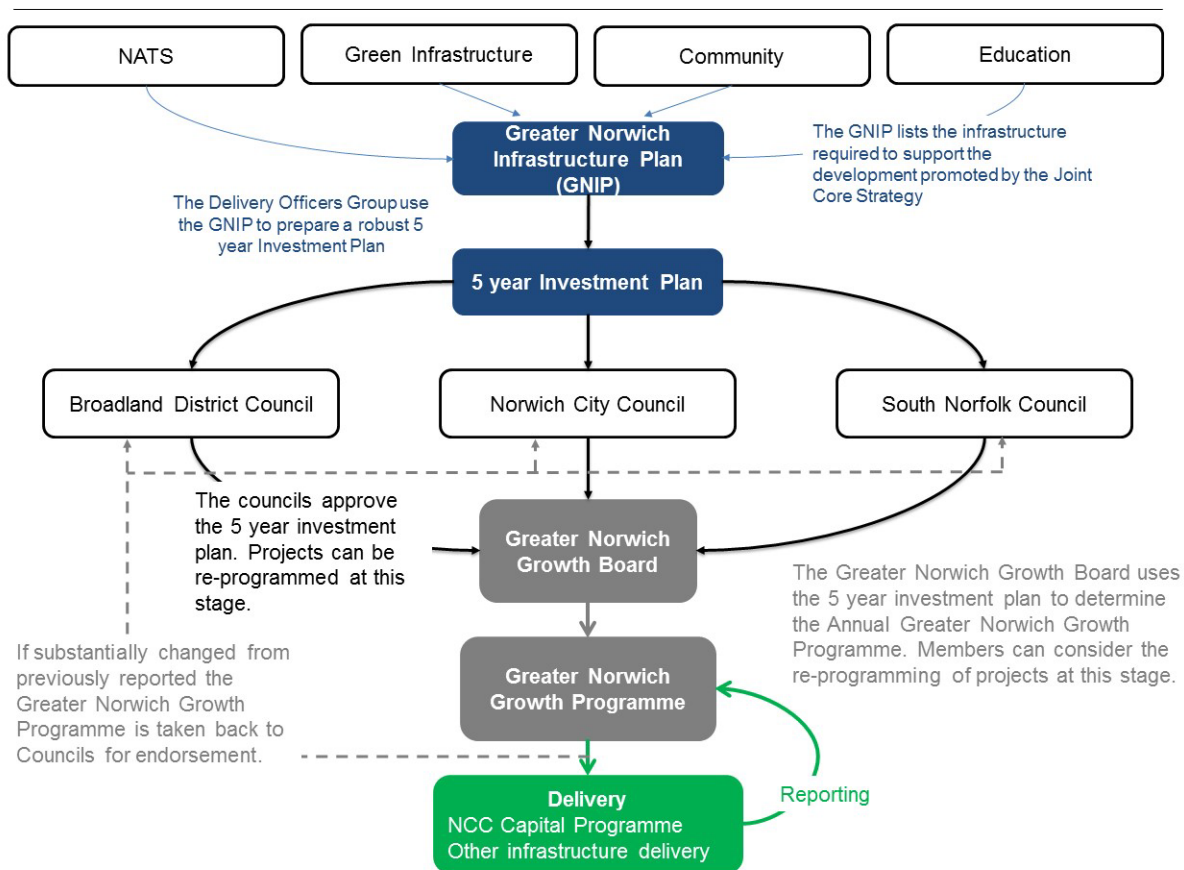 NATS
Green Infrastructure
Community
Education
Greater Norwich
Infrastructure Plan
(GNIP)
The GNIP lists the infrastructure
required to support the
development promoted by the Joint
Core Strategy
The Delivery Officers Group use
the GNIP to prepare a robust 5
year Investment Plan
5 year Investment Plan
Broadland District Council
Norwich City Council
South Norfolk Council
The councils approve
the 5 year investment
plan. Projects can be
re-programmed at this
stage.
Greater Norwich
Growth Board
The Greater Norwich Growth Board uses
the 5 year investment plan to determine
the Annual Greater Norwich Growth
Programme. Members can consider the
re-programming of projects at this stage.
If substantially changed from
previously reported the
Greater Norwich Growth
Programme is taken back to
Councils for endorsement.
Greater Norwich
Growth Programme
Delivery
NCC Capital Programme
Other infrastructure delivery
Reporting